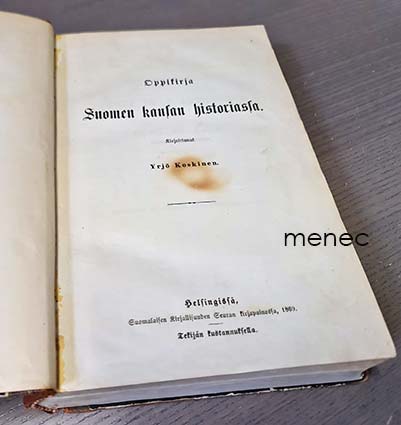 Oppikirja
Suomen kansan historiassa.
Kirjoittanut
Yrjö Koskinen.
menec
Helsingissä,
Suomalaisen Kirjallisuuden Seuran kirjapainossa, 1869.
Tekijän kustannuksella.